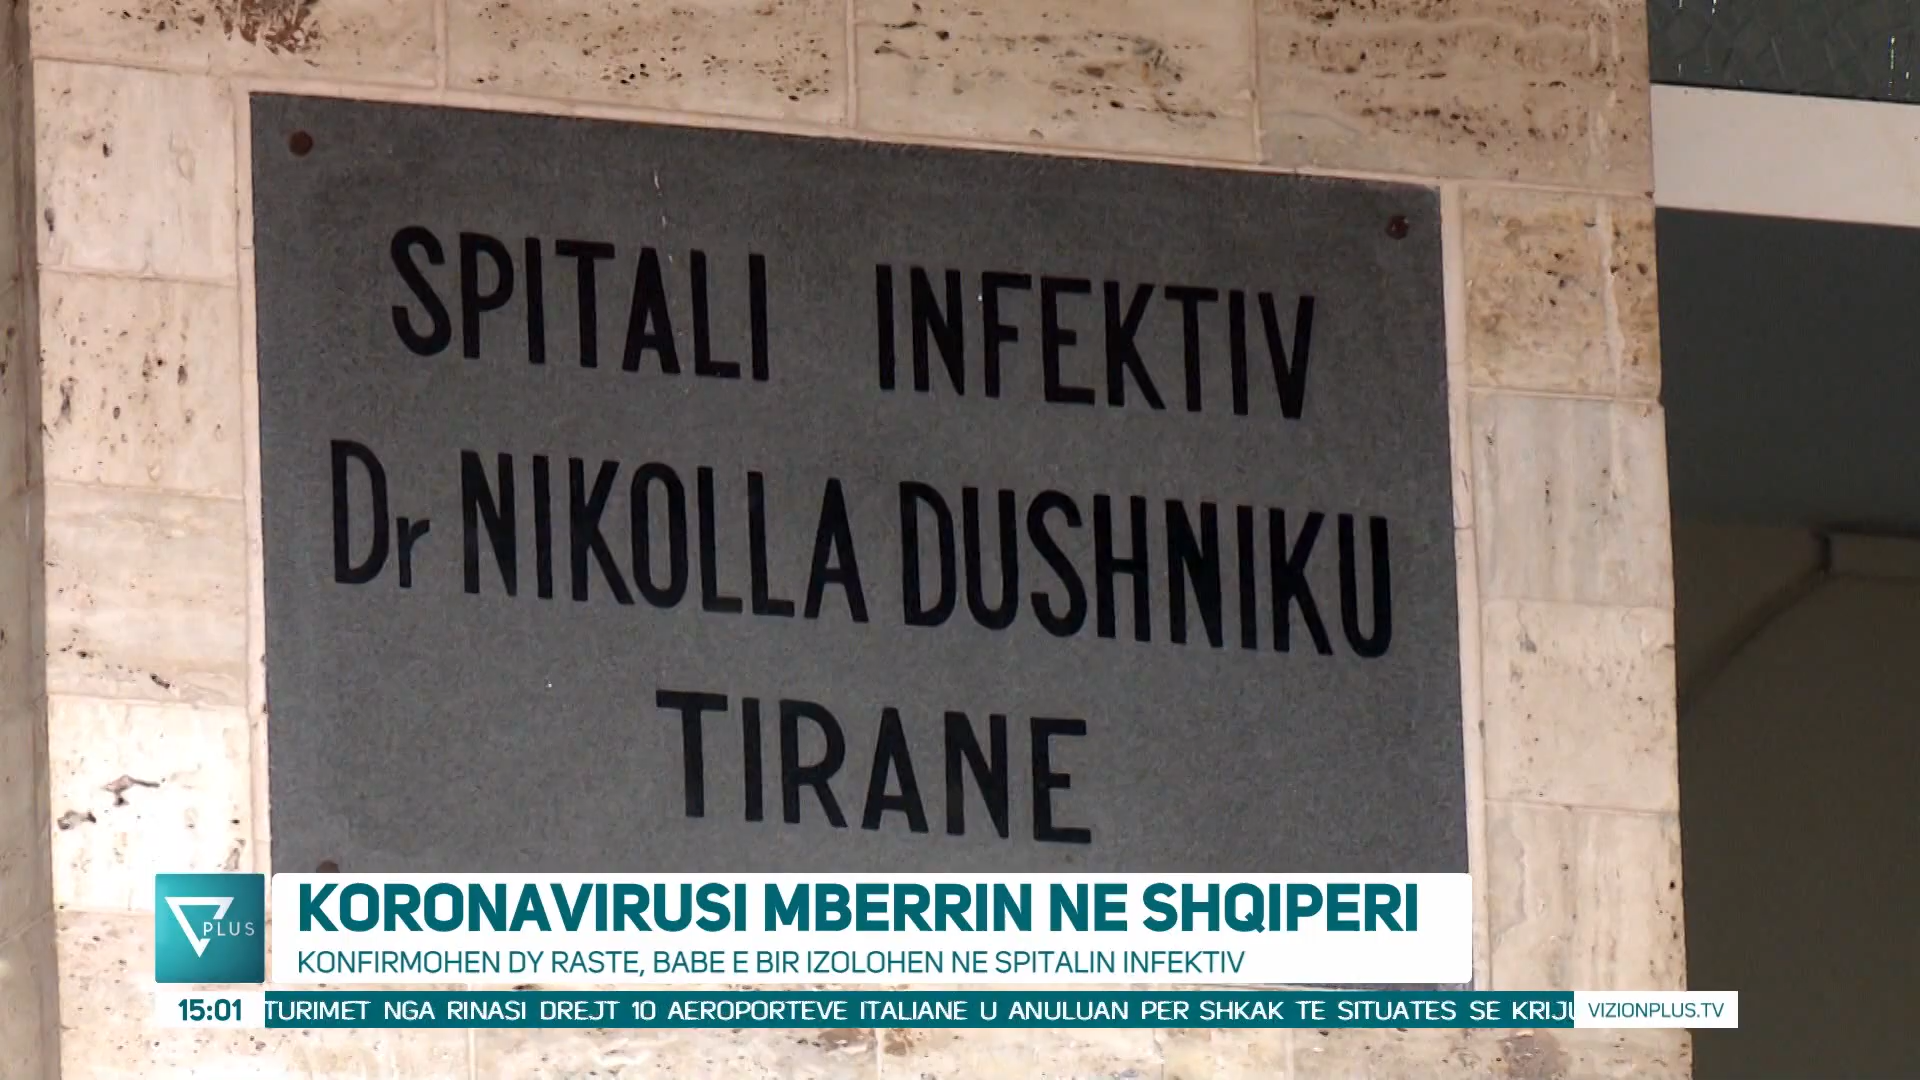 SPITALI INFEKTIV
Dr NIKOLLA DUSHNIKU
TIRANE
PLUS
KORONAVIRUSI MBERRIN NE SHQIPERI
KONFIRMOHEN DY RASTE, BABE E BIR IZOLOHEN NE SPITALIN INFEKTIV
15:01 TURIMET NGA RINASI DREJT 10 AEROPORTEVE ITALIANE U ANULUAN PER SHKAK TE SITUATES SE VIZIONPLUS.TV